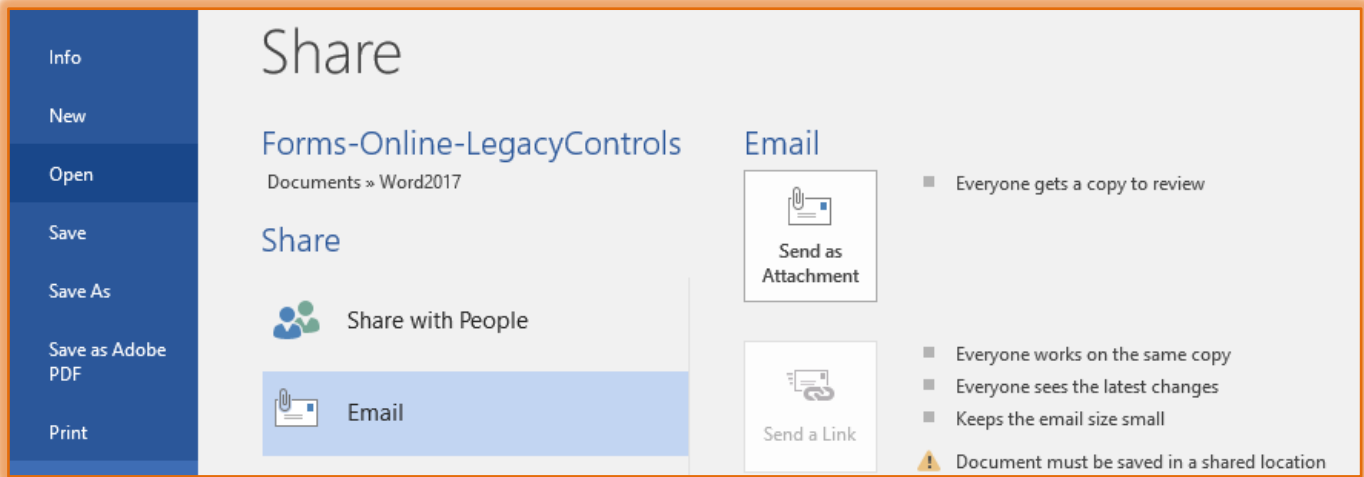 Info
New
Open
Save
Save As
Save as Adobe
PDF
Print
Share
Forms-Online-LegacyControls
Documents » Word2017
Share
Share with People
Email
Email
Send as
Attachment
Everyone gets a copy to review
Send a Link
Everyone works on the same copy
Everyone sees the latest changes
Keeps the email size small
Document must be saved in a shared location